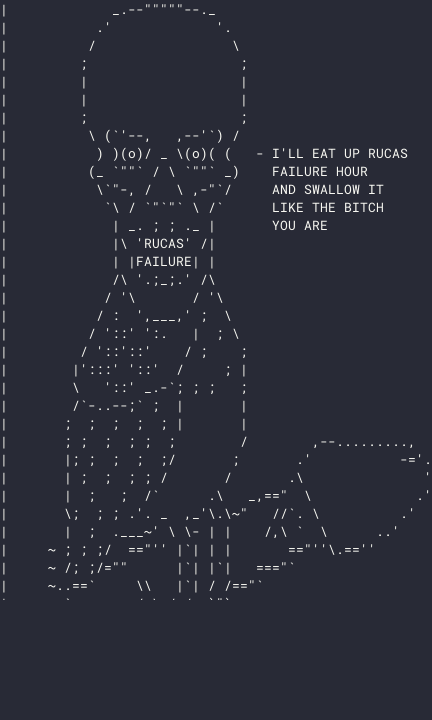 - I'LL EAT UP RUCAS
FAILURE HOUR
AND SWALLOW IT
LIKE THE BITCH
YOU ARE
'RUCAS'
FAILURE